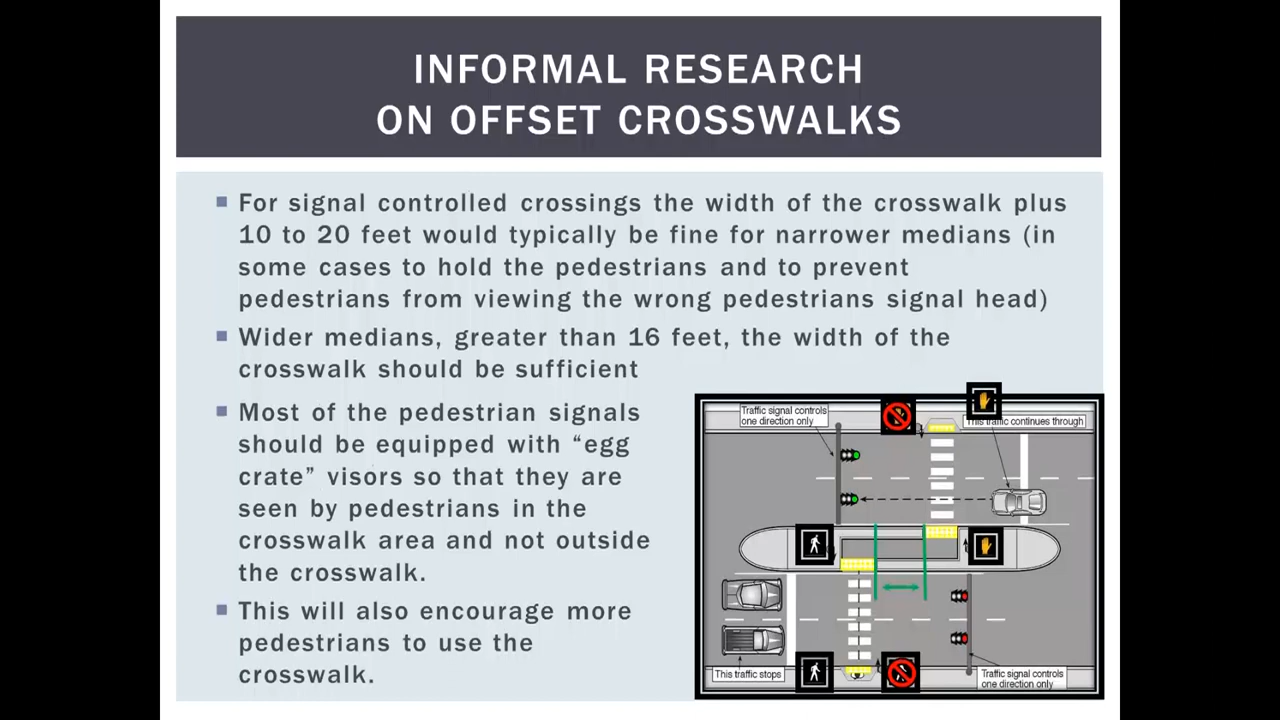 INFORMAL RESEARCH
ON OFFSET CROSSWALKS
For signal controlled crossings the width of the crosswalk plus
10 to 20 feet would typically be fine for narrower medians (in
some cases to hold the pedestrians and to prevent
pedestrians from viewing the wrong pedestrians signal head)
Wider medians, greater than 16 feet, the width of the
crosswalk should be sufficient
Most of the pedestrian signals
should be equipped with “egg
crate” visors so that they are
seen by pedestrians in the
crosswalk area and not outside
the crosswalk.
This will also encourage more
pedestrians to use the
crosswalk.
Traffic signal controls
one direction only
This traffic continues through
This traffic stops
Traffic signal controls
one direction only